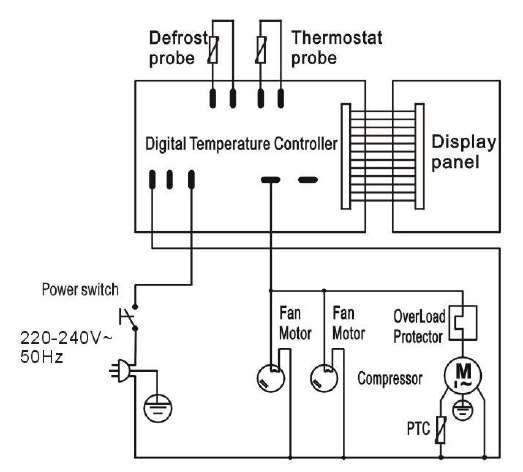 Defrost
probe
Thermostat
probe
Digital Temperature Controller
Display
panel
Power switch
220-240V~
50Hz
Fan
Motor
Fan
Motor
OverLoad
Protector
Compressor
M
1~
PTC